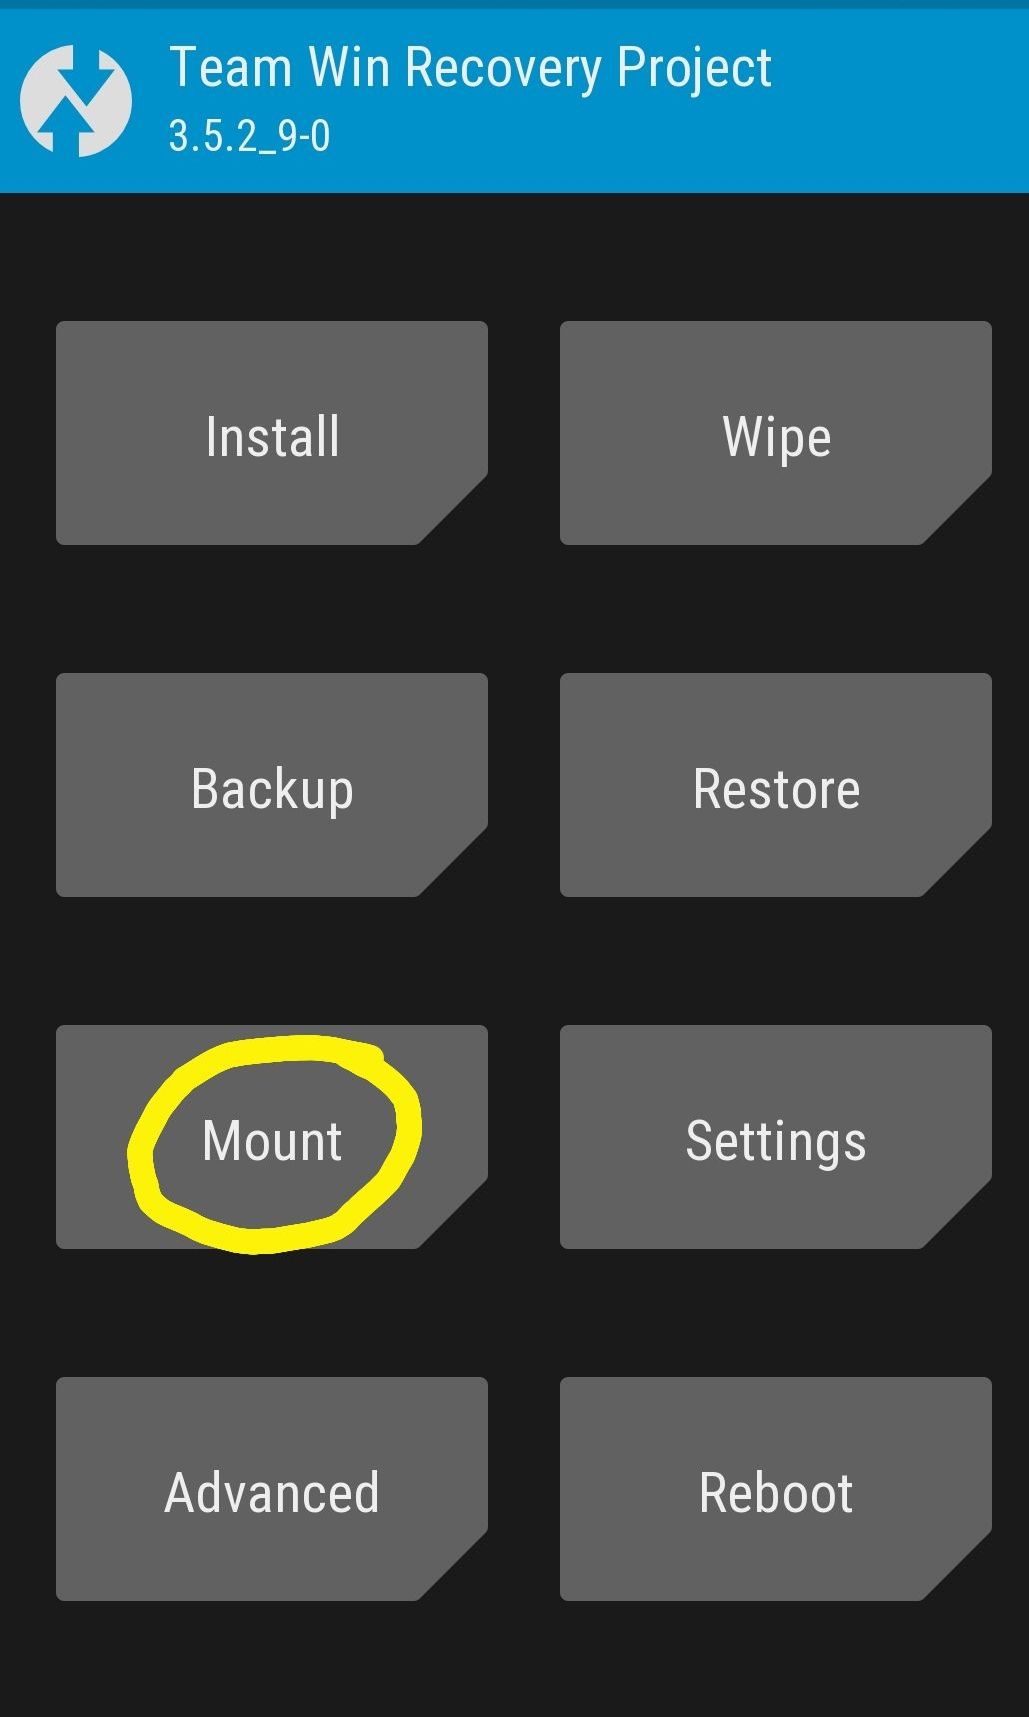 Team Win Recovery Project
3.5.2_9-0
Install
Wipe
Backup
Restore
Mount
Settings
Advanced
Reboot